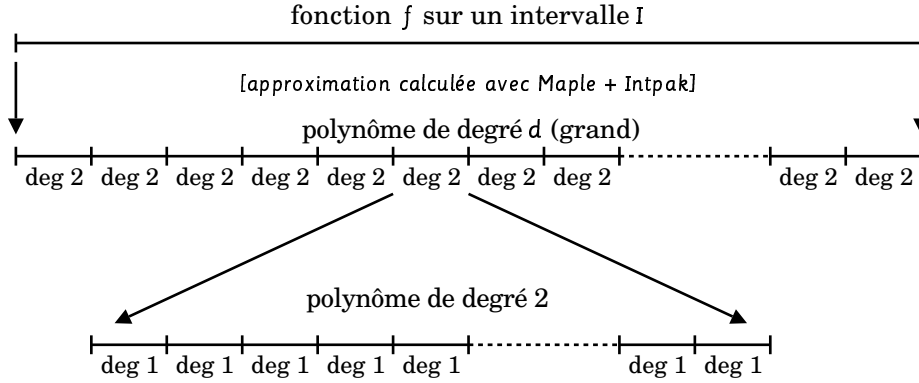 fonction f sur un intervalle I
[approximation calculée avec Maple + Intpak]
polynôme de degré d (grand)
deg 2 deg 2 deg 2 deg 2 deg 2 deg 2 deg 2 deg 2 deg 2 deg 2
polynôme de degré 2
deg 1 deg 1 deg 1 deg 1 deg 1 deg 1 deg 1